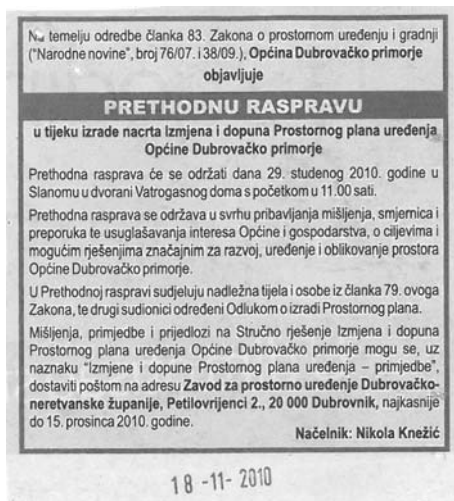 Na temelju odredbe članka 83. Zakona o prostornom uređenju i gradnji
("Narodne novine", broj 76/07. i 38/09.), Općina Dubrovačko primorje
objavljuje
PRETHODNU RASPRAVU
u tijeku izrade nacrta Izmjena i dopuna Prostornog plana uređenja
Općine Dubrovačko primorje
Prethodna rasprava će se održati dana 29. studenog 2010. godine u
Slanomu u dvorani Vatrogasnog doma s početkom u 11.00 sati.
Prethodna rasprava se održava u svrhu pribavljanja mišljenja, smjernica i
preporuka te usuglašavanja interesa Općine i gospodarstva, o ciljevima i
mogućim rješenjima značajnim za razvoj, uređenje i oblikovanje prostora
Općine Dubrovačko primorje.
U Prethodnoj raspravi sudjeluju nadležna tijela i osobe iz članka 79. ovoga
Zakona, te drugi sudionici određeni Odlukom o izradi Prostornog plana.
Mišljenja, primjedbe i prijedlozi na Stručno rješenje Izmjena i dopuna
Prostornog plana uređenja Općine Dubrovačko primorje mogu se, uz
naznaku "Izmjene i dopune Prostornog plana uređenja – primjedbe",
dostaviti poštom na adresu Zavod za prostorno uređenje Dubrovačko-
neretvanske županije, Petilovrijenci 2., 20 000 Dubrovnik, najkasnije
do 15. prosinca 2010. godine.
Načelnik: Nikola Knežić
18 -11- 2010